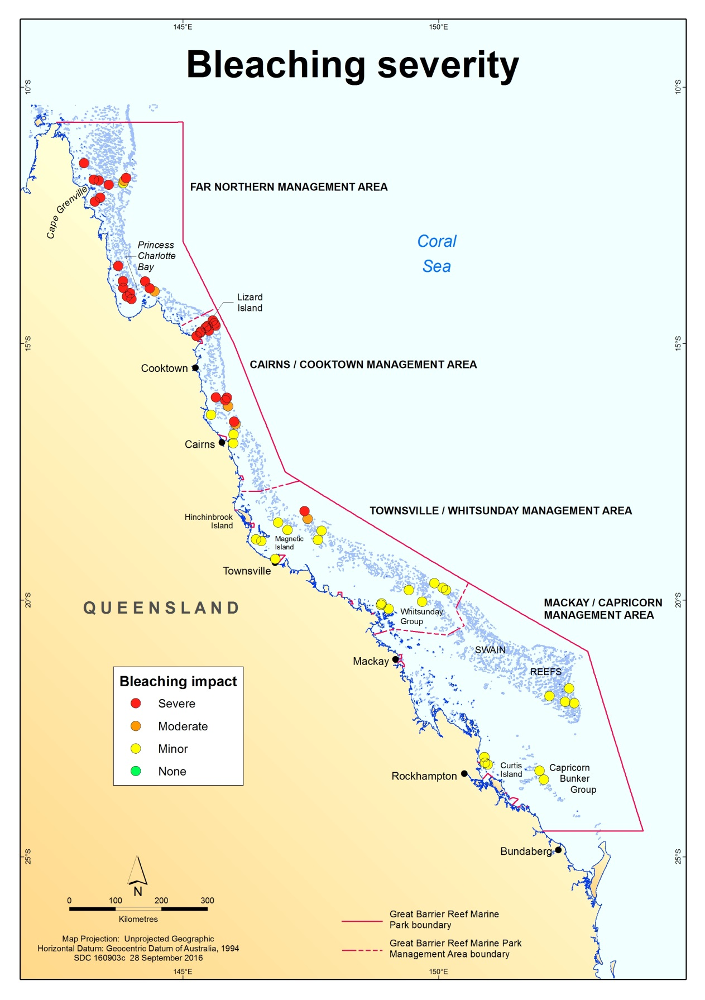 145°E
150°E
Bleaching severity
10°S
10°S
FAR NORTHERN MANAGEMENT AREA
Cape Grenville
Coral
Sea
Princess
Charlotte
Bay
Lizard
Island
15°S
15°S
CAIRNS / COOKTOWN MANAGEMENT AREA
Cooktown
Cairns
TOWNSVILLE / WHITSUNDAY MANAGEMENT AREA
Hinchinbrook
Island
Magnetic
Island
Townsville
20°S
20°S
QUEENSLAND
MACKAY / CAPRICORN
MANAGEMENT AREA
Whitsunday
Group
SWAIN
REEFS
Mackay
Bleaching impact
Severe
Moderate
Minor
None
Curtis
Island
Capricorn
Bunker
Group
Rockhampton
Bundaberg
25°S
25°S
N
0 100 200 300
Kilometres
Map Projection: Unprojected Geographic
Horizontal Datum: Geocentric Datum of Australia, 1994
SDC 160903c 28 September 2016
Great Barrier Reef Marine
Park boundary
Great Barrier Reef Marine Park
Management Area boundary
145°E
150°E